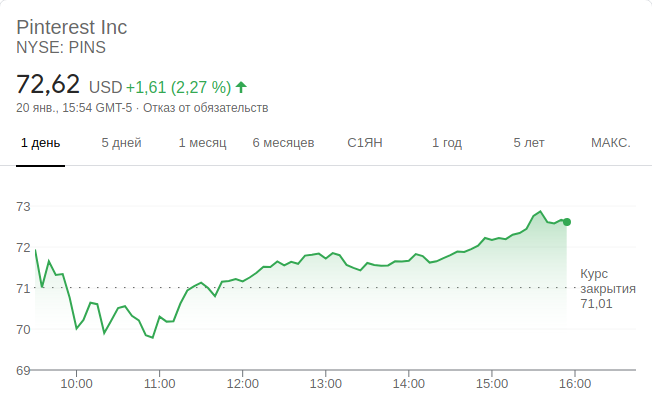 Pinterest Inc
NYSE: PINS
72,62 USD +1,61 (2,27 %)
20 янв., 15:54 GMT-5 · Отказ от обязательств
1 день 5 дней 1 месяц 6 месяцев С1ЯН 1 год 5 лет МАКС.
73
72
71
70
69
Курс
закрытия
71,01
10:00 11:00 12:00 13:00 14:00 15:00 16:00